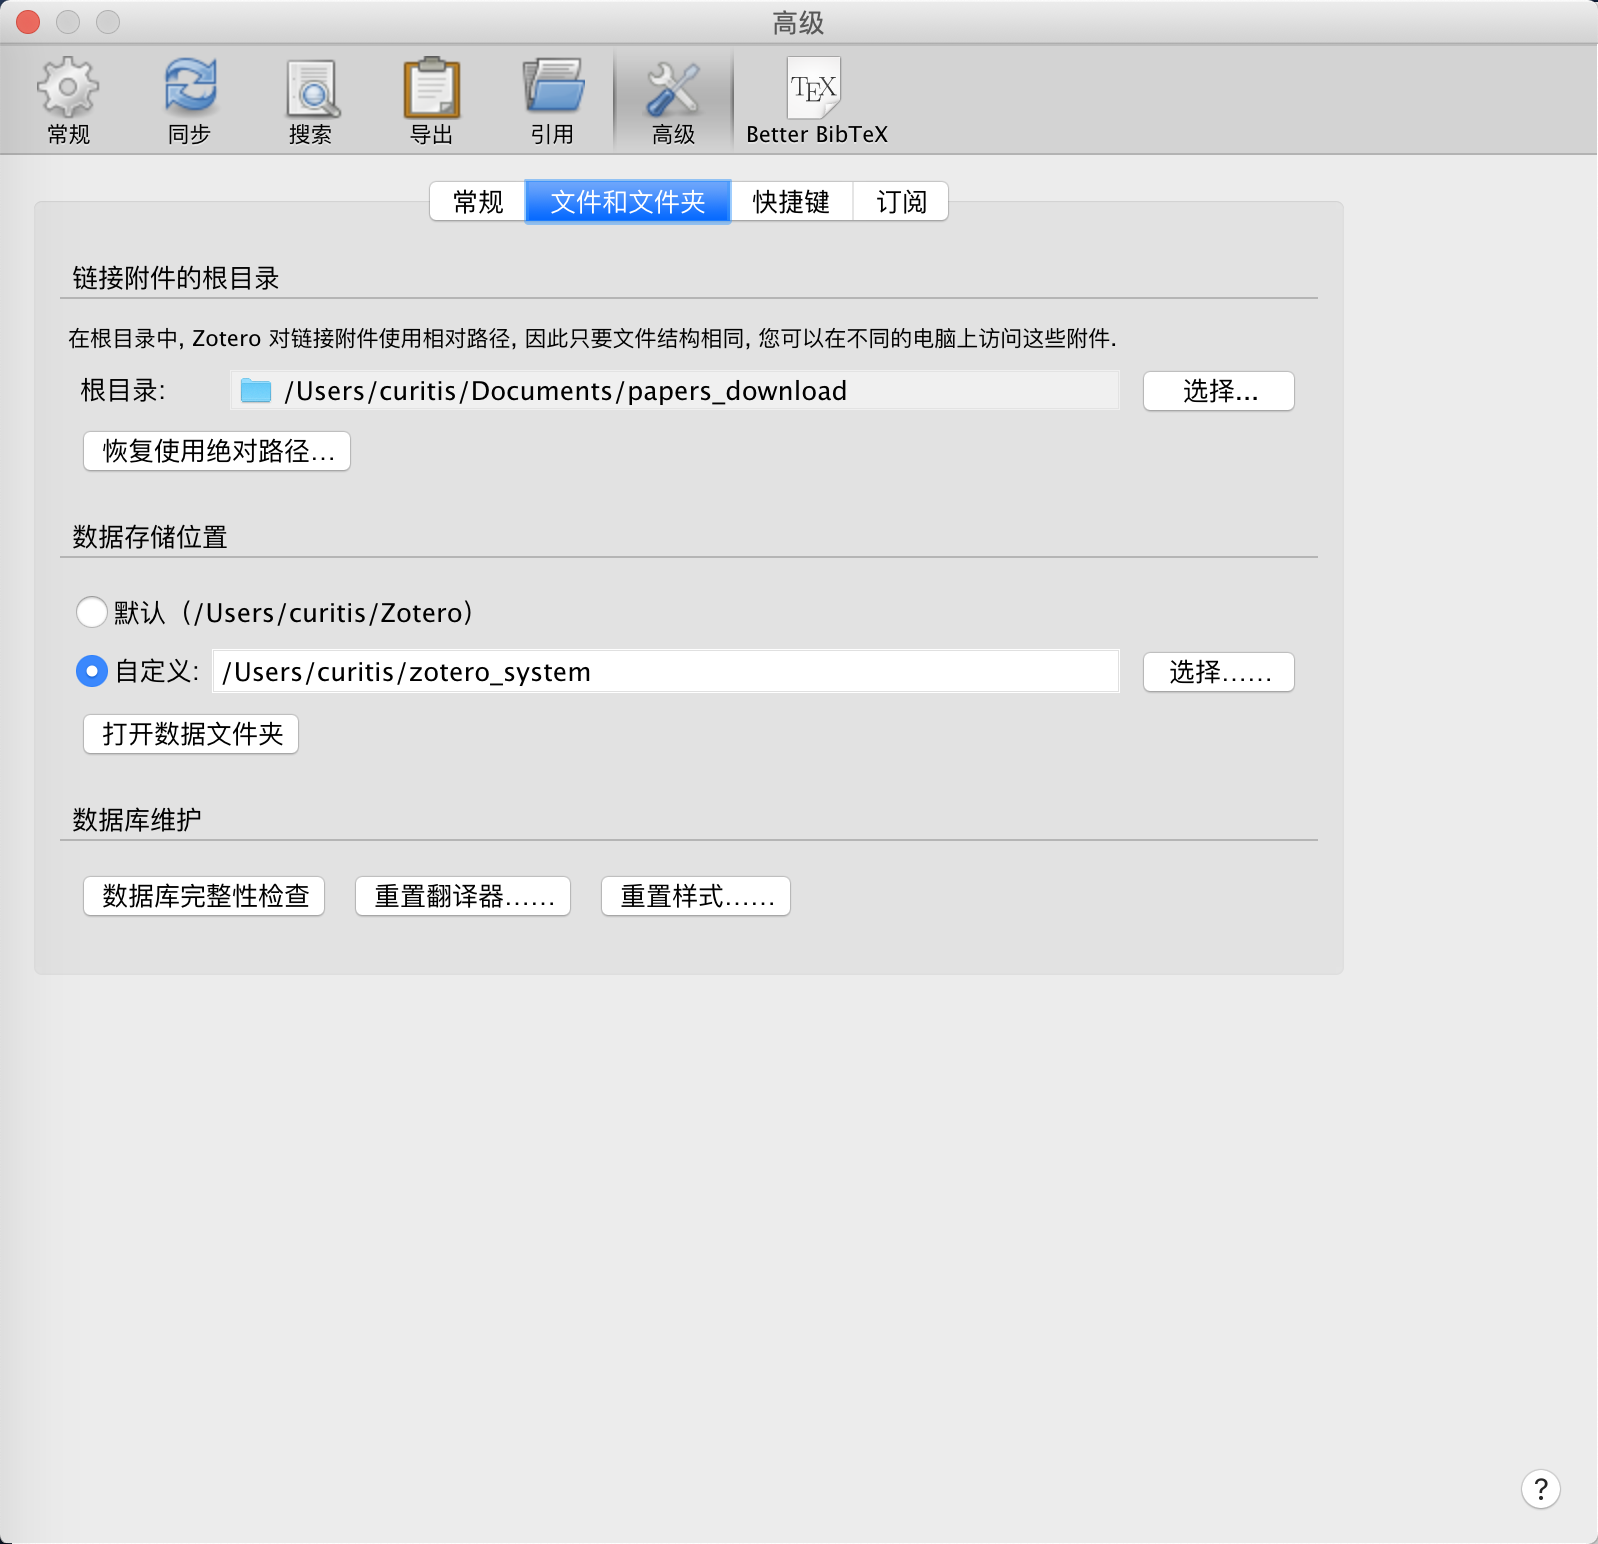 高级
常规 同步 搜索 导出 引用 高级 TEX Better BibTeX
常规 文件和文件夹 快捷键 订阅
链接附件的根目录
在根目录中, Zotero 对链接附件使用相对路径, 因此只要文件结构相同, 您可以在不同的电脑上访问这些附件.
根目录: /Users/curitis/Documents/papers_download 选择...
恢复使用绝对路径...
数据存储位置
默认（/Users/curitis/Zotero）
自定义: /Users/curitis/zotero_system 选择……
打开数据文件夹
数据库维护
数据库完整性检查 重置翻译器…… 重置样式……
?